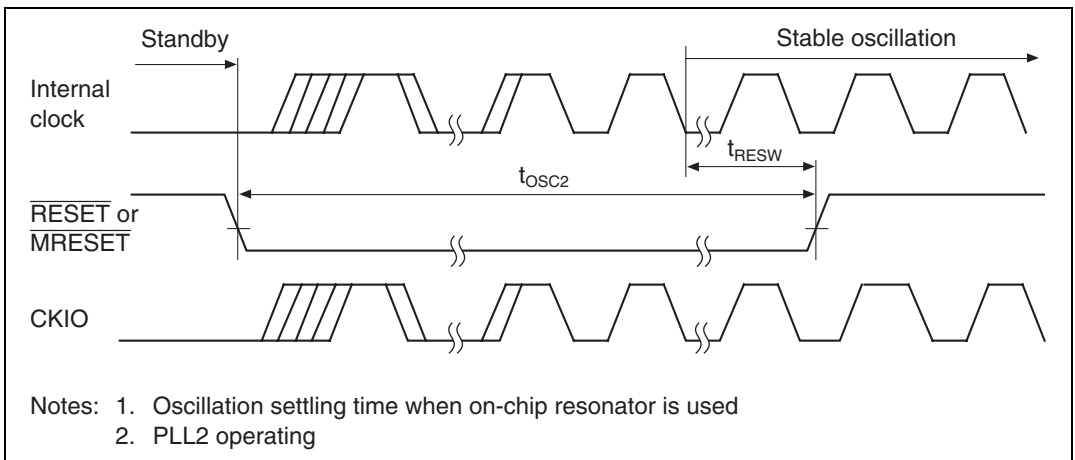 Standby
Stable oscillation
Internal
clock
tRESW
tOSC2
RESET or
MRESET
CKIO
Notes: 1. Oscillation settling time when on-chip resonator is used
2. PLL2 operating